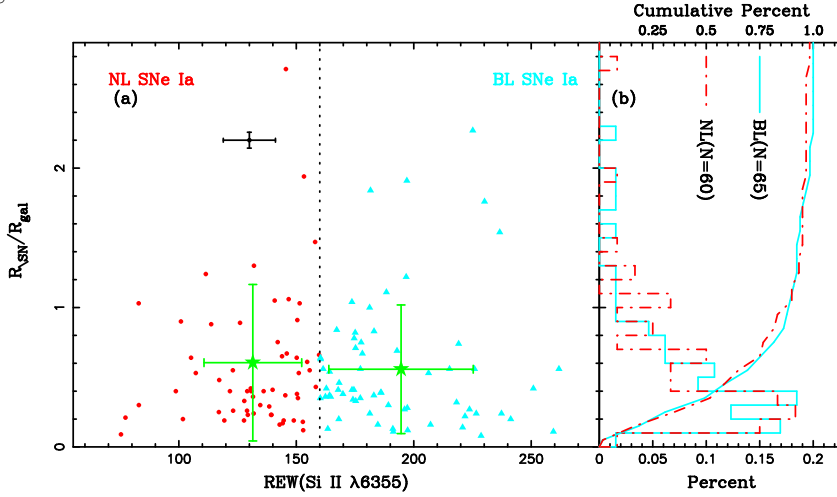 Cumulative Percent
0.25 0.5 0.75 1.0
NL SNe Ia BL SNe Ia
(a) (b)
NL(N=60)
BL(N=65)
2
1
0
R\SN/Rgal
100 150 200 250
0 0.05 0.1 0.15 0.2
REW(Si II λ6355) Percent